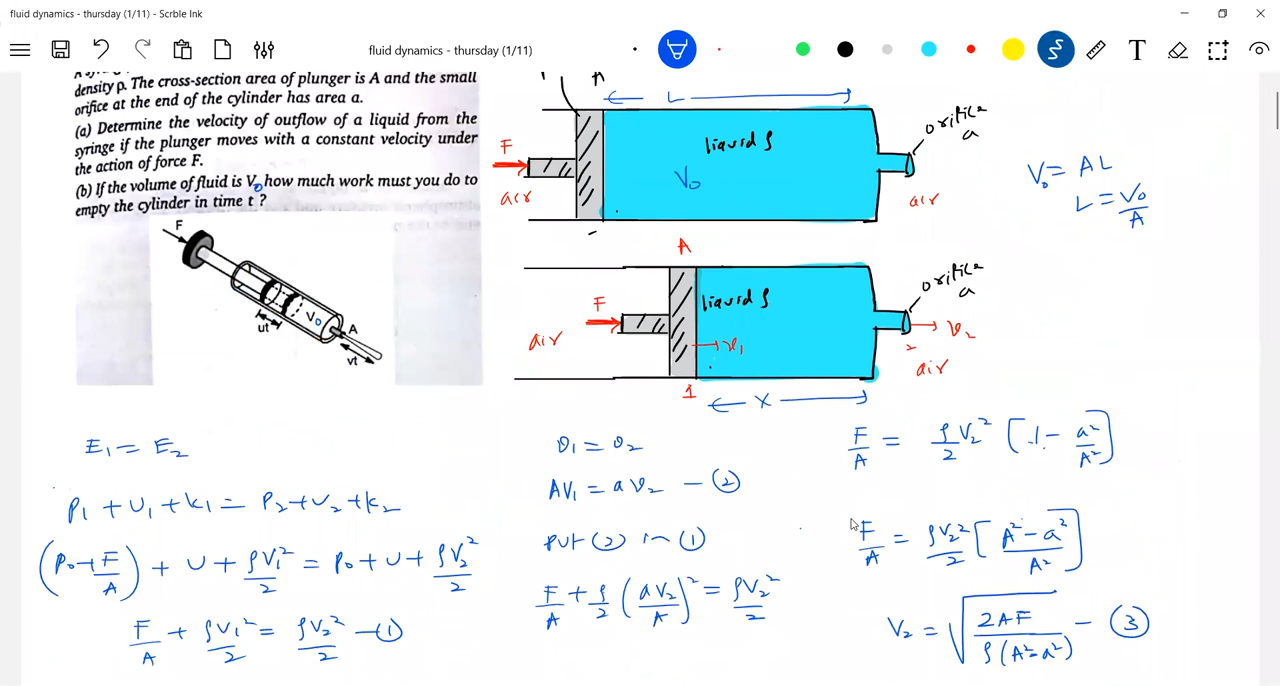 fluid dynamics - thursday (1/11) - Scrble Ink
fluid dynamics - thursday (1/11)
T
density ρ. The cross-section area of plunger is A and the small
orifice at the end of the cylinder has area a.
(a) Determine the velocity of outflow of a liquid from the
syringe if the plunger moves with a constant velocity under
the action of force F.
(b) If the volume of fluid is V₀ how much work must you do to
empty the cylinder in time t ?
F
V₀
A
ut
vt
L
orifice
a
liquid ρ
F
V₀
air
air
V₀ = AL
L = V₀/A
A
orifice
a
liquid ρ
F
air
v₁
v₂
2
air
1
x
E₁ = E₂
P₁ + U₁ + K₁ = P₂ + U₂ + K₂
(P₀ + F/A) + U + ρV₁²/2 = P₀ + U + ρV₂²/2
F/A + ρV₁²/2 = ρV₂²/2 — ①
v₁ = v₂
AV₁ = av₂ — ②
put ② in ①
F/A + ρ/2 (aV₂/A)² = ρV₂²/2
F/A = ρV₂²/2 [1 - a²/A²]
F/A = ρV₂²/2 [A² - a²/A²]
V₂ = √(2AF/ρ(A²-a²)) — ③